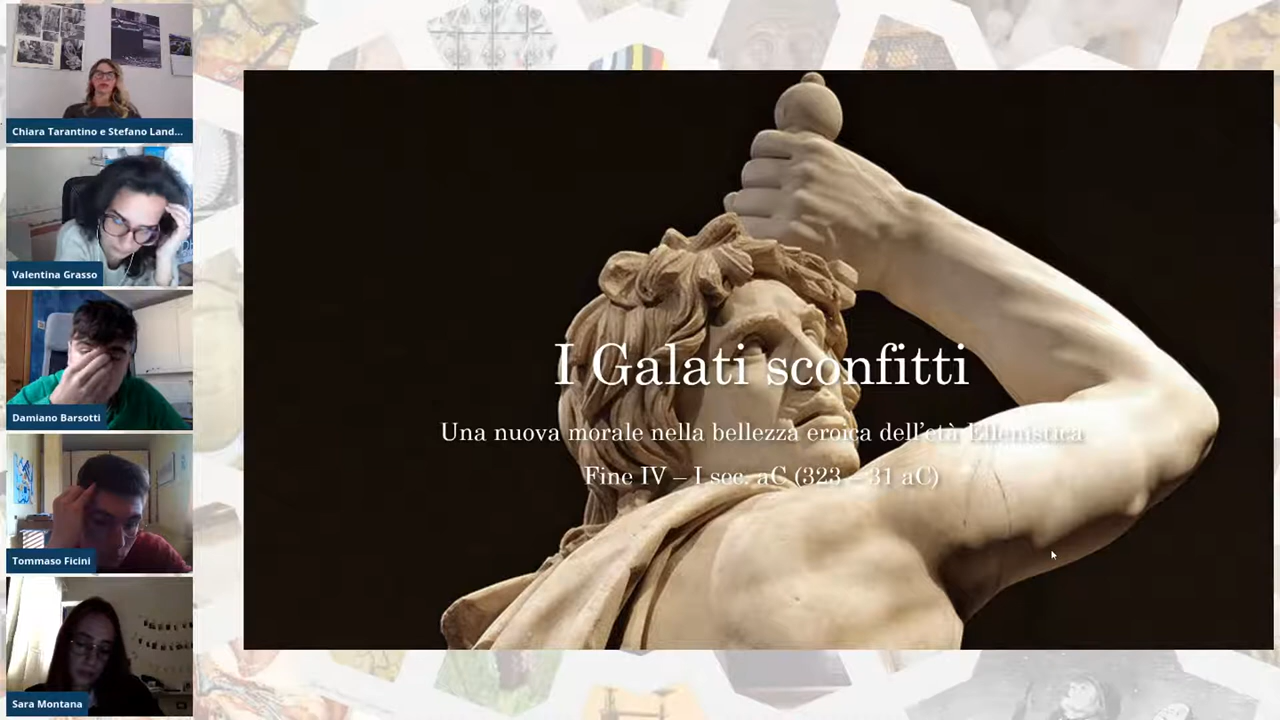 Chiara Tarantino e Stefano Land...
Valentina Grasso
Damiano Barsotti
Tommaso Ficini
Sara Montana
I Galati sconfitti
Una nuova morale nella bellezza eroica dell'età Ellenistica
Fine IV – I sec. aC (323 – 31 aC)